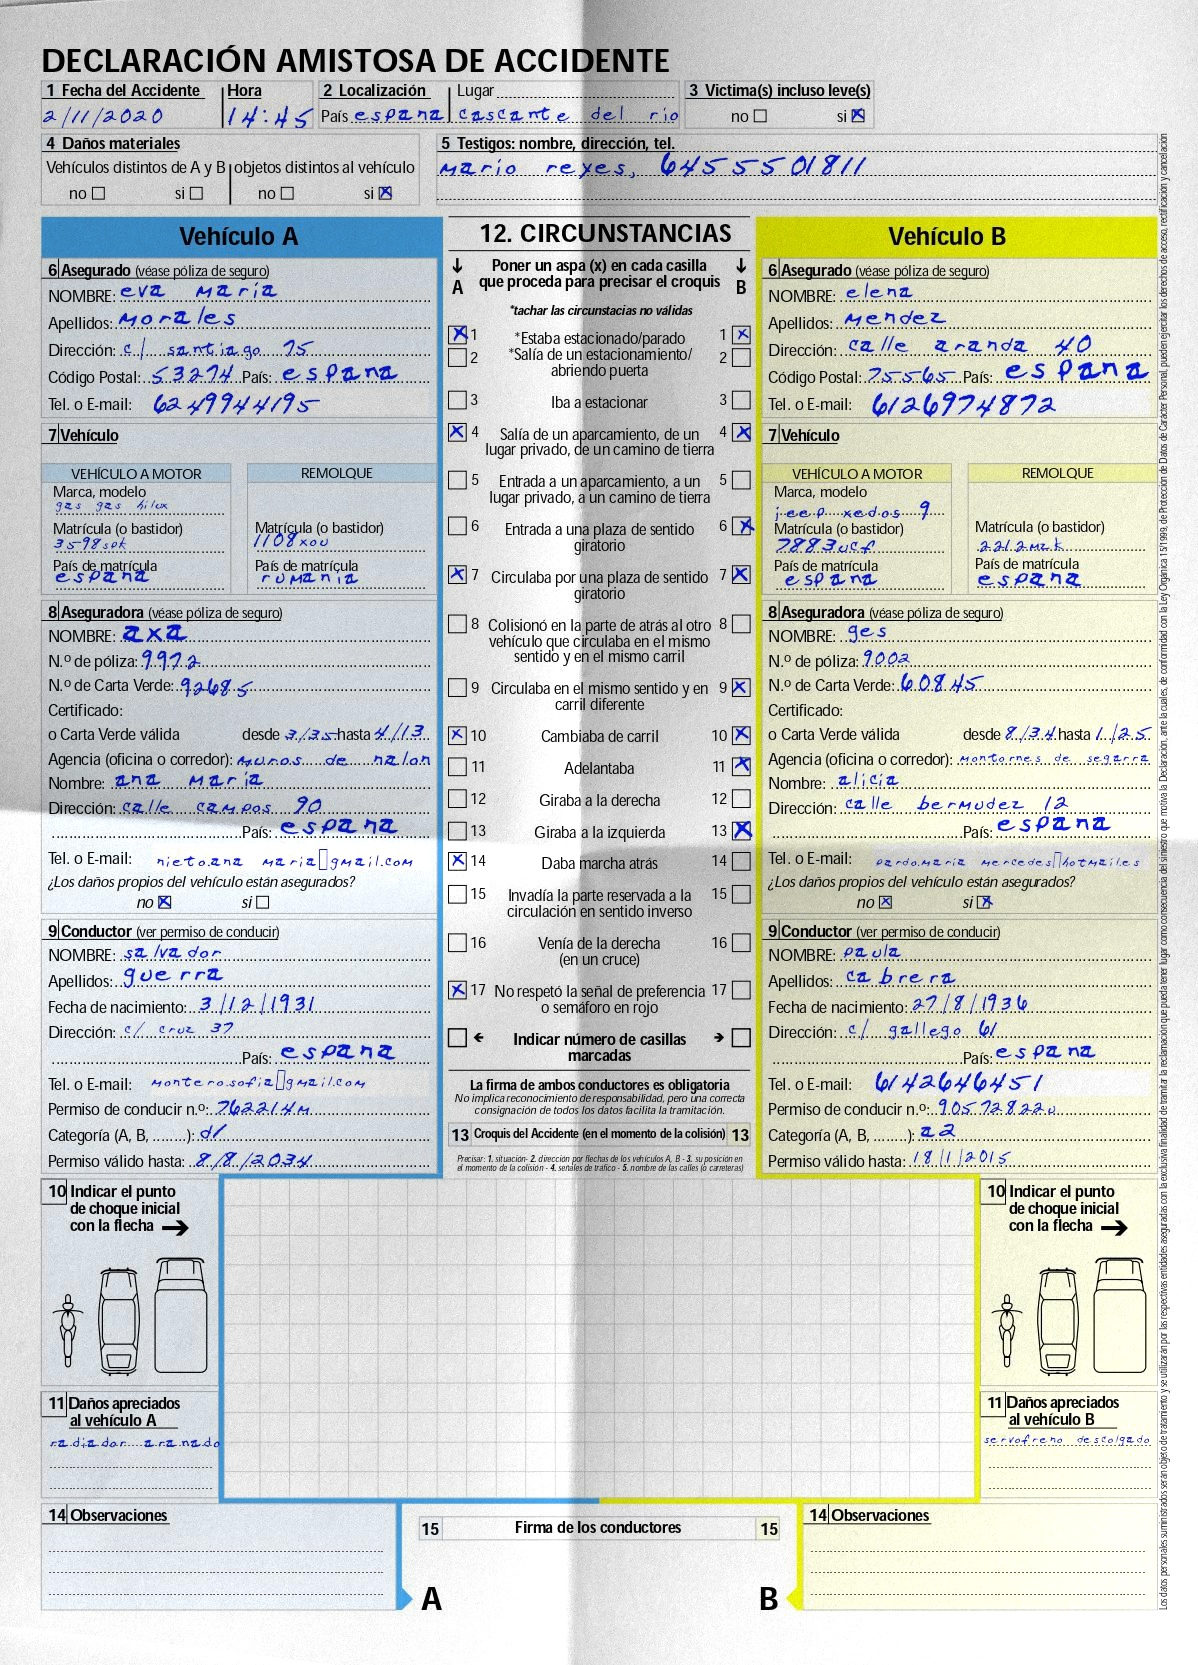 DECLARACIÓN AMISTOSA DE ACCIDENTE
1 Fecha del Accidente Hora 2 Localización Lugar 3 Victima(s) incluso leve(s)
2/11/2020 14:45 País espana cascante del rio no si
4 Daños materiales 5 Testigos: nombre, dirección, tel.
Vehículos distintos de A y B objetos distintos al vehículo mario reyes, 6455501811
no si no si
Vehículo A
6 Asegurado (véase póliza de seguro)
NOMBRE: eva maria
Apellidos: morales
Dirección: c/ santiago 75
Código Postal: 53274 País: espana
Tel. o E-mail: 6249944195
7 Vehículo
VEHÍCULO A MOTOR REMOLQUE
Marca, modelo
gas gas hilux
Matrícula (o bastidor) Matrícula (o bastidor)
3598spk 1108xou
País de matrícula País de matrícula
espana rumania
8 Aseguradora (véase póliza de seguro)
NOMBRE: axa
N.º de póliza: 9972
N.º de Carta Verde: 92685
Certificado:
o Carta Verde válida desde 3/35 hasta 4/13
Agencia (oficina o corredor): muros de nalon
Nombre: ana maria
Dirección: calle campos 90
País: espana
Tel. o E-mail: nieto.ana maria▯gmail.com
¿Los daños propios del vehículo están asegurados?
no si
9 Conductor (ver permiso de conducir)
NOMBRE: salvador
Apellidos: guerra
Fecha de nacimiento: 3/12/1931
Dirección: c/ cruz 37
País: espana
Tel. o E-mail: montero.sofia▯gmail.com
Permiso de conducir n.º: 762214m
Categoría (A, B, ........): d1
Permiso válido hasta: 8/8/2034
12. CIRCUNSTANCIAS
A Poner un aspa (x) en cada casilla B
que proceda para precisar el croquis
*tachar las circunstacias no válidas
1 *Estaba estacionado/parado 1
2 *Salía de un estacionamiento/ 2
abriendo puerta
3 Iba a estacionar 3
4 Salía de un aparcamiento, de un 4
lugar privado, de un camino de tierra
5 Entrada a un aparcamiento, a un 5
lugar privado, a un camino de tierra
6 Entrada a una plaza de sentido 6
giratorio
7 Circulaba por una plaza de sentido 7
giratorio
8 Colisionó en la parte de atrás al otro 8
vehículo que circulaba en el mismo
sentido y en el mismo carril
9 Circulaba en el mismo sentido y en 9
carril diferente
10 Cambiaba de carril 10
11 Adelantaba 11
12 Giraba a la derecha 12
13 Giraba a la izquierda 13
14 Daba marcha atrás 14
15 Invadía la parte reservada a la 15
circulación en sentido inverso
16 Venía de la derecha 16
(en un cruce)
17 No respetó la señal de preferencia 17
o semáforo en rojo
Indicar número de casillas
marcadas
La firma de ambos conductores es obligatoria
No implica reconocimiento de responsabilidad, pero una correcta
consignación de todos los datos facilita la tramitación.
13 Croquis del Accidente (en el momento de la colisión) 13
Precisar: 1. situación- 2. dirección por flechas de los vehículos A, B - 3. su posición en
el momento de la colisión - 4. señales de tráfico - 5. nombre de las calles (o carreteras)
Vehículo B
6 Asegurado (véase póliza de seguro)
NOMBRE: elena
Apellidos: mendez
Dirección: calle aranda 40
Código Postal: 75565 País: espana
Tel. o E-mail: 6126974872
7 Vehículo
VEHÍCULO A MOTOR REMOLQUE
Marca, modelo
jeep xedos 9
Matrícula (o bastidor) Matrícula (o bastidor)
7883ucf 2212mzk
País de matrícula País de matrícula
espana espana
8 Aseguradora (véase póliza de seguro)
NOMBRE: ges
N.º de póliza: 9002
N.º de Carta Verde: 60845
Certificado:
o Carta Verde válida desde 8/34 hasta 1/25
Agencia (oficina o corredor): montornes de segarra
Nombre: alicia
Dirección: calle bermudez 12
País: espana
Tel. o E-mail: pardo.maria mercedes▯hotmail.es
¿Los daños propios del vehículo están asegurados?
no si
9 Conductor (ver permiso de conducir)
NOMBRE: paula
Apellidos: cabrera
Fecha de nacimiento: 27/8/1936
Dirección: c/ gallego 61
País: espana
Tel. o E-mail: 6142646451
Permiso de conducir n.º: 90572822u
Categoría (A, B, ........): a2
Permiso válido hasta: 18/1/2015
10 Indicar el punto
de choque inicial
con la flecha
11 Daños apreciados
al vehículo A
radiador aranado
10 Indicar el punto
de choque inicial
con la flecha
11 Daños apreciados
al vehículo B
servofreno descolgado
14 Observaciones
15 Firma de los conductores 15
A B
14 Observaciones
Los datos personales suministrados seran objeto de tratamiento y se utilizarán por las respectivas entidades aseguradas con la exclusiva finalidad de tramitar la reclamación que pueda tener lugar como consecuencia del siniestro que motiva la Declaración, ante la cuales, de conformidad con la Ley Orgánica 15/1999, de Protección de Datos de Carácter Personal, pueden ejercitar los derechos de acceso, rectificación y cancelación